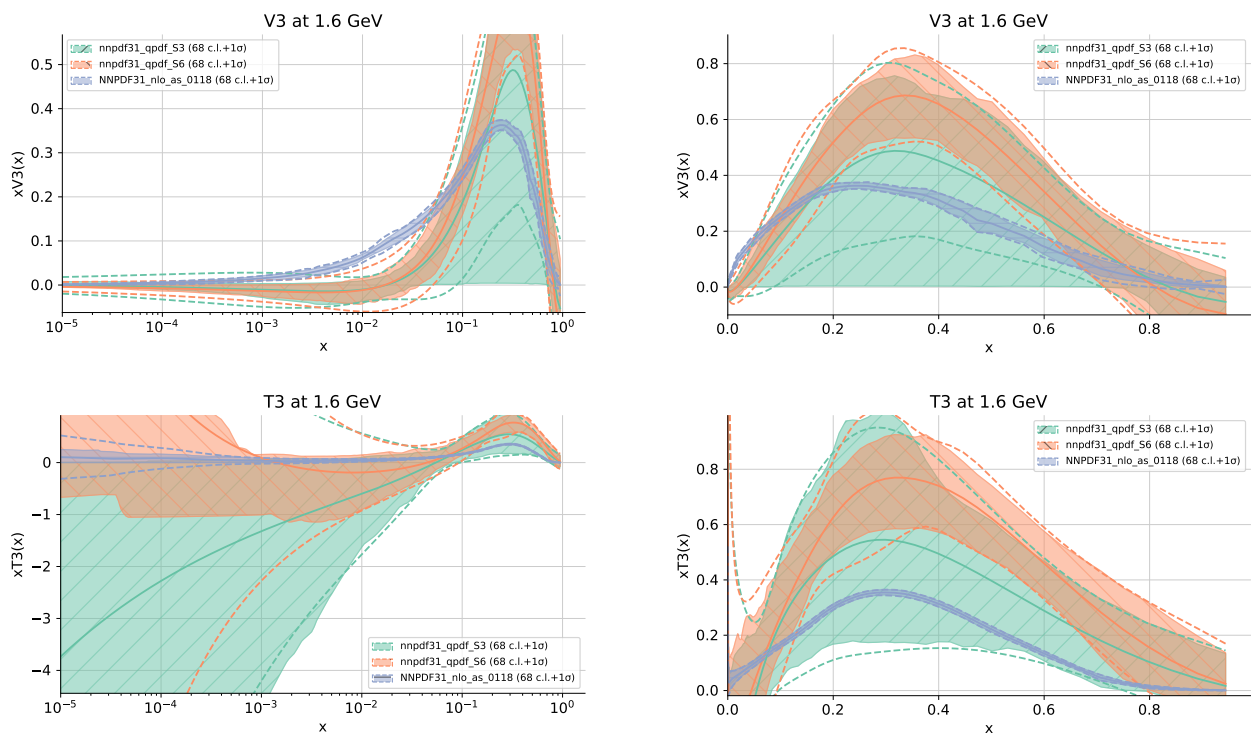 V3 at 1.6 GeV
nnpdf31_qpdf_S3 (68 c.l.+1σ)
nnpdf31_qpdf_S6 (68 c.l.+1σ)
NNPDF31_nlo_as_0118 (68 c.l.+1σ)
0.5
0.4
0.3
0.2
0.1
0.0
xV3(x)
10⁻⁵
10⁻⁴
10⁻³
10⁻²
10⁻¹
10⁰
x
V3 at 1.6 GeV
nnpdf31_qpdf_S3 (68 c.l.+1σ)
nnpdf31_qpdf_S6 (68 c.l.+1σ)
NNPDF31_nlo_as_0118 (68 c.l.+1σ)
0.8
0.6
0.4
0.2
0.0
xV3(x)
0.0
0.2
0.4
0.6
0.8
x
T3 at 1.6 GeV
0
−1
−2
−3
−4
xT3(x)
nnpdf31_qpdf_S3 (68 c.l.+1σ)
nnpdf31_qpdf_S6 (68 c.l.+1σ)
NNPDF31_nlo_as_0118 (68 c.l.+1σ)
10⁻⁵
10⁻⁴
10⁻³
10⁻²
10⁻¹
10⁰
x
T3 at 1.6 GeV
nnpdf31_qpdf_S3 (68 c.l.+1σ)
nnpdf31_qpdf_S6 (68 c.l.+1σ)
NNPDF31_nlo_as_0118 (68 c.l.+1σ)
0.8
0.6
0.4
0.2
0.0
xT3(x)
0.0
0.2
0.4
0.6
0.8
x